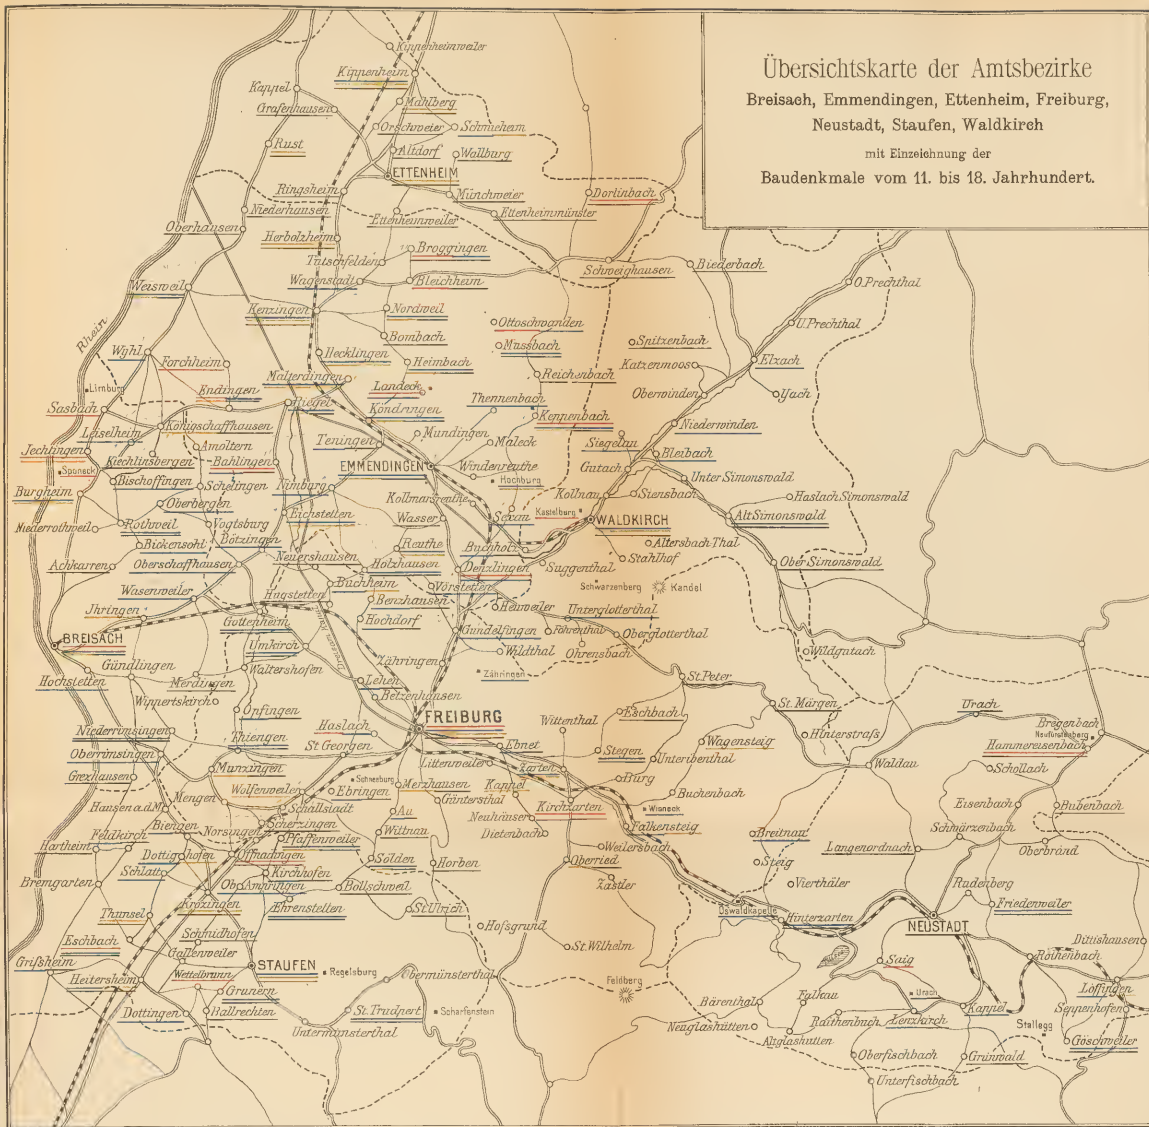 Übersichtskarte der Amtsbezirke
Breisach, Emmendingen, Ettenheim, Freiburg,
Neustadt, Staufen, Waldkirch
mit Einzeichnung der
Baudenkmale vom 11. bis 18. Jahrhundert.
Kippenheimweiler
Kippenheim
Kappel
Grafenhausen
Mahlberg
Orschweier
Schmieheim
Rust
Altdorf
Wallburg
ETTENHEIM
Ringsheim
Münchweier
Dorlinbach
Niederhausen
Ettenheimweiler
Ettenheimmünster
Oberhausen
Herbolzheim
Broggingen
Tutschfelden
Schweighausen
Biederbach
Weisweil
Wagenstadt
Bleichheim
O.Prechthal
Kenzingen
Nordweil
Rhein
Ottoschwanden
U.Prechthal
Bombach
Mussbach
Spitzenbach
Wyhl
Forchheim
Hecklingen
Heimbach
Reichenbach
Katzenmoos
Elzach
Limburg
Endingen
Malterdingen
Landeck
Thennenbach
Oberwinden
Yach
Sasbach
Riegel
Köndringen
Keppenbach
Leiselheim
Königschaffhausen
Mundingen
Niederwinden
Jechtingen
Amoltern
Teningen
Maleck
Siegelau
Kiechlinsbergen
Bahlingen
Bleibach
Sponeck
EMMENDINGEN
Windenreuthe
Gutach
Bischoffingen
Schelingen
Nimburg
Hochburg
Unter Simonswald
Burgheim
Oberbergen
Kollmarsreuthe
Kollnau
Siensbach
Haslach Simonswald
Niederrothweil
Rothweil
Vogtsburg
Eichstetten
Wasser
Sexau
Kastelburg
WALDKIRCH
Alt Simonswald
Bickensohl
Bötzingen
Reuthe
Buchholz
Altersbach Thal
Achkarren
Oberschaffhausen
Neuershausen
Holzhausen
Denzlingen
Suggenthal
Stahlhof
Ober Simonswald
Wasenweiler
Buchheim
Vörstetten
Schwarzenberg
Kandel
Hugstetten
Benzhausen
Heuweiler
Unterglotterthal
Jhringen
Gottenheim
Hochdorf
Gundelfingen
Föhrenthal
Oberglotterthal
BREISACH
Umkirch
Wildthal
Ohrensbach
Wildgutach
Gündlingen
Waltershofen
Zähringen
Zähringen
Hochstetten
Merdingen
Lehen
St.Peter
Wippertskirch
Betzenhausen
Opfingen
FREIBURG
Wittenthal
Eschbach
St.Märgen
Urach
Niederrimsingen
Thiengen
Haslach
Bregenbach
Neufürstenberg
St Georgen
Ebnet
Stegen
Wagensteig
Hinterstraß
Hammereisenbach
Oberrimsingen
Littenweiler
Zarten
Unteribenthal
Waldau
Grexhausen
Munzingen
Schneeburg
Merzhausen
Kappel
Burg
Schollach
Wolfenweiler
Ebringen
Günterstal
Buchenbach
Hausen a.d.M.
Mengen
Schallstadt
Au
Neuhäuser
Kirchzarten
Wisneck
Eisenbach
Bubenbach
Biengen
Norsingen
Scherzingen
Wittnau
Dietenbach
Falkensteig
Breitnau
Schwärzenbach
Feldkirch
Pfaffenweiler
Langenordnach
Oberbränd
Hartheim
Dottighofen
Offnadingen
Sölden
Horben
Oberried
Weilersbach
Steig
Schlatt
Kirchhofen
Bremgarten
Ob Ambringen
Bollschweil
Zastler
Vierthäler
Rudenberg
Krozingen
Ehrenstetten
St Ulrich
Oswaldkapelle
Hinterzarten
Friedenweiler
Thunsel
NEUSTADT
Schmidhofen
Hofsgrund
Eschbach
Gallenweiler
St.Wilhelm
Dittishausen
Grifsheim
Wettelbrunn
STAUFEN
Regelsburg
Obermünsterthal
Saig
Röthenbach
Heitersheim
Grunern
Feldberg
Urach
Löffingen
Dottingen
Ballrechten
St.Trudpert
Scharfenstein
Bärenthal
Falkau
Kappel
Seppenhofen
Untermünsterthal
Neuglashütten
Raithenbuch
Lenzkirch
Stallegg
Altglashütten
Göschweiler
Oberfischbach
Grünwald
Unterfischbach